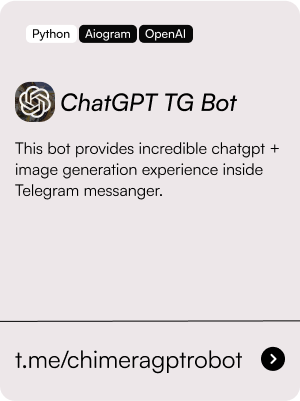 Python Aiogram OpenAI
ChatGPT TG Bot
This bot provides incredible chatgpt +
image generation experience inside
Telegram messanger.
t.me/chimeragptrobot